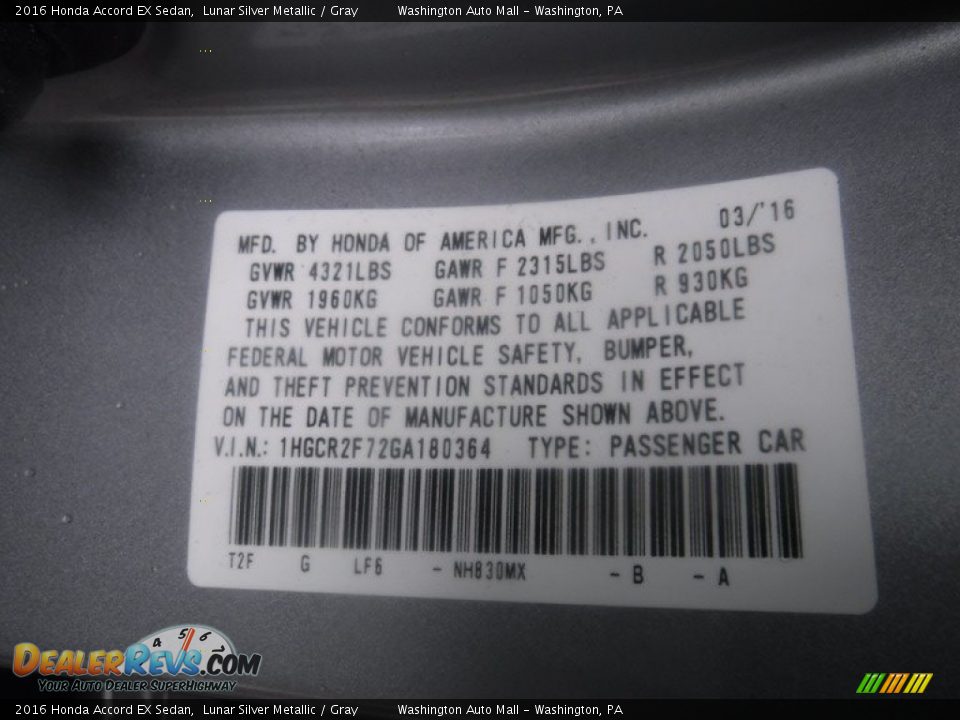 2016 Honda Accord EX Sedan, Lunar Silver Metallic / Gray Washington Auto Mall - Washington, PA
MFD. BY HONDA OF AMERICA MFG., INC. 03/'16
GVWR 4321LBS GAWR F 2315LBS R 2050LBS
GVWR 1960KG GAWR F 1050KG R 930KG
THIS VEHICLE CONFORMS TO ALL APPLICABLE
FEDERAL MOTOR VEHICLE SAFETY, BUMPER,
AND THEFT PREVENTION STANDARDS IN EFFECT
ON THE DATE OF MANUFACTURE SHOWN ABOVE.
V.I.N.: 1HGCR2F72GA180364 TYPE: PASSENGER CAR
T2F G LF6 - NH830MX - B - A
4 5 6 7
DEALERREVS.COM
YOUR AUTO DEALER SUPERHIGHWAY
2016 Honda Accord EX Sedan, Lunar Silver Metallic / Gray Washington Auto Mall - Washington, PA